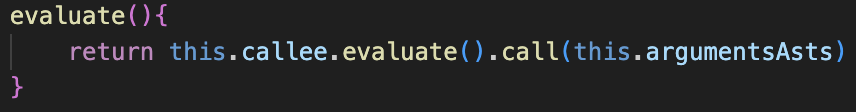 evaluate(){
return this.callee.evaluate().call(this.argumentsAsts)
}